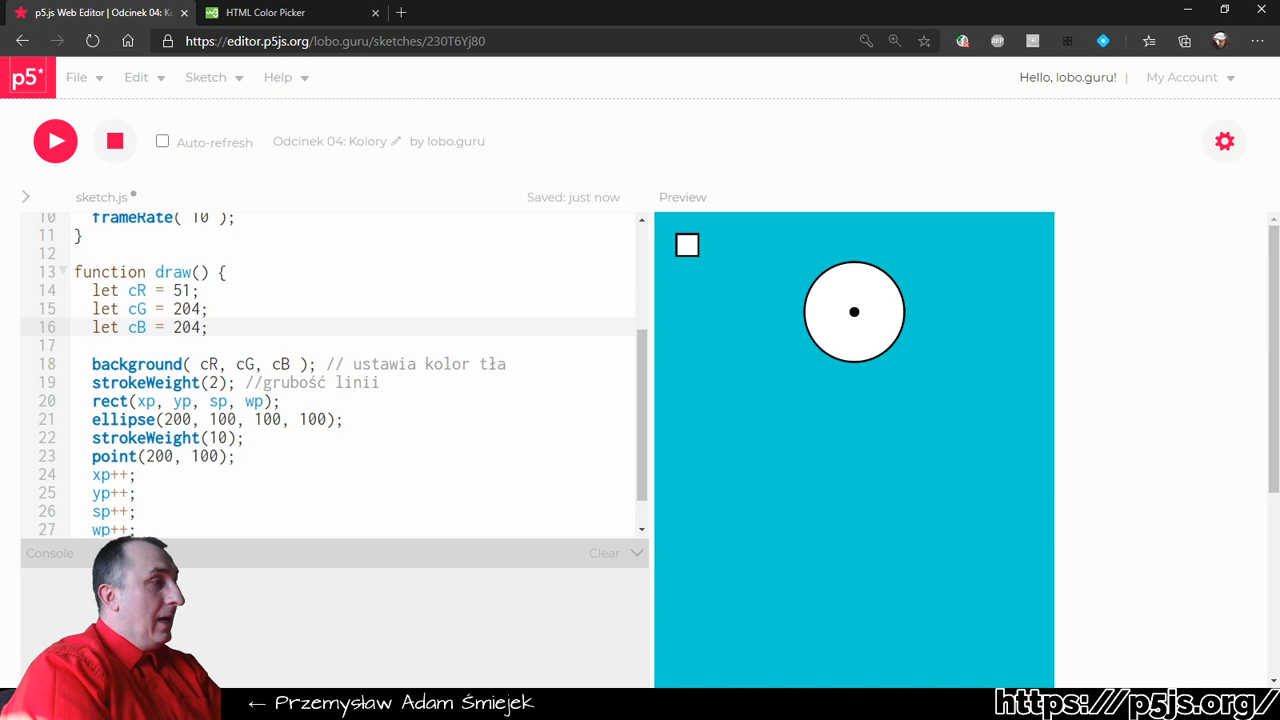 p5.js Web Editor | Odcinek 04: Ko
HTML Color Picker
https://editor.p5js.org/lobo.guru/sketches/230T6Yj80
ABP
p5*
File
Edit
Sketch
Help
Hello, lobo.guru! |
My Account
Auto-refresh
Odcinek 04: Kolory
by lobo.guru
sketch.js
Saved: just now
Preview
10 frameRate( 10 );
11 }
12
13 function draw() {
14 let cR = 51;
15 let cG = 204;
16 let cB = 204;
17
18 background( cR, cG, cB ); // ustawia kolor tła
19 strokeWeight(2); //grubość linii
20 rect(xp, yp, sp, wp);
21 ellipse(200, 100, 100, 100);
22 strokeWeight(10);
23 point(200, 100);
24 xp++;
25 yp++;
26 sp++;
27 wp++;
Console
Clear
← Przemysław Adam Śmiejek
https://p5js.org/